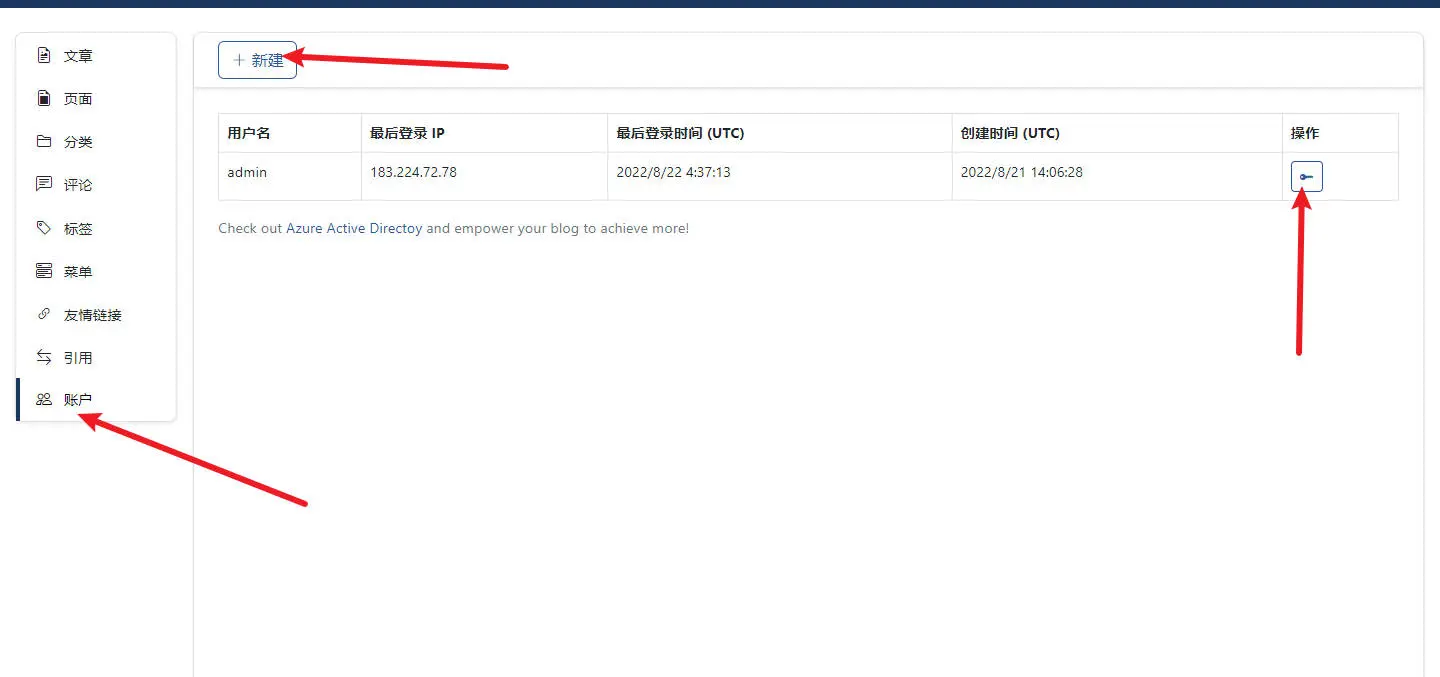 文章
页面
分类
评论
标签
菜单
友情链接
引用
账户
+ 新建
用户名 最后登录 IP 最后登录时间 (UTC) 创建时间 (UTC) 操作
admin 183.224.72.78 2022/8/22 4:37:13 2022/8/21 14:06:28
Check out Azure Active Directoy and empower your blog to achieve more!